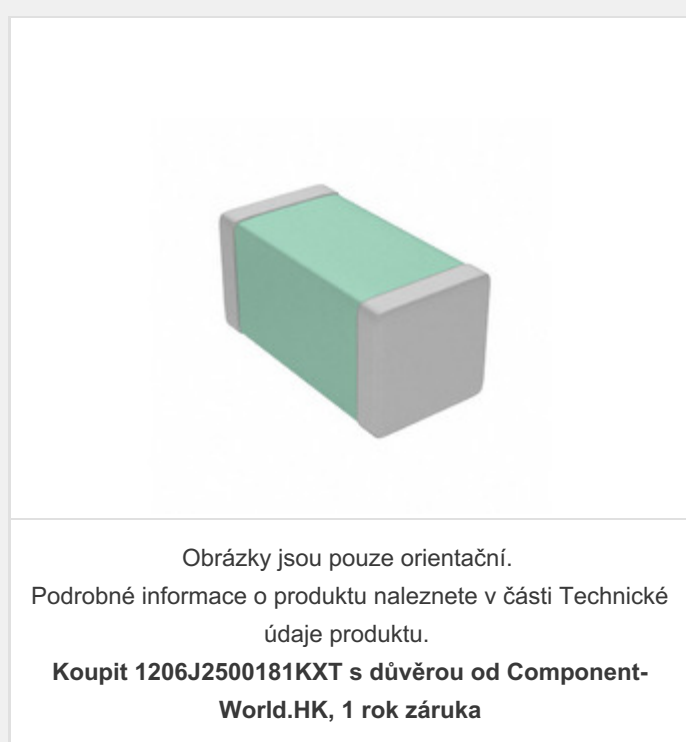 Obrázky jsou pouze orientační.
Podrobné informace o produktu naleznete v části Technické
údaje produktu.
Koupit 1206J2500181KXT s důvěrou od Component-
World.HK, 1 rok záruka